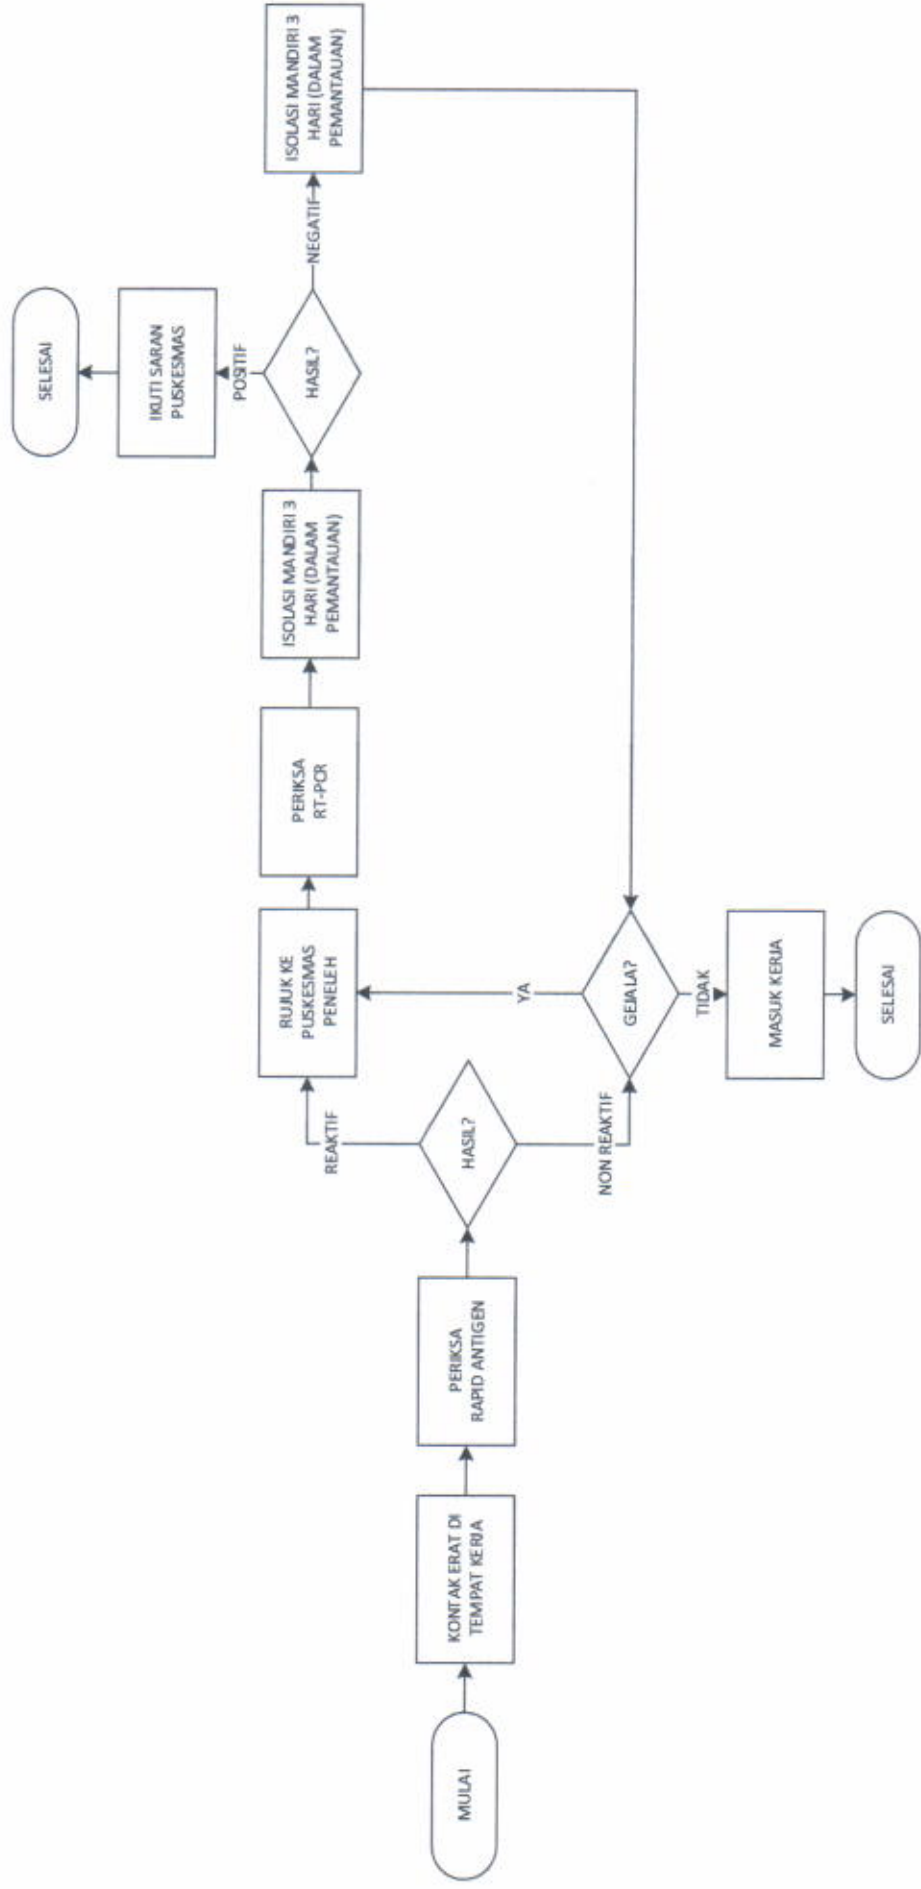 MULAI
KONTAK ERAT DI
TEMPAT KERJA
PERIKSA
RAPID ANTIGEN
HASIL?
REAKTIF
NON REAKTIF
RUJUK KE
PUSKESMAS
PENELEH
PERIKSA
RT-PCR
ISOLASI MANDIRI 3
HARI (DALAM
PEMANTAUAN)
HASIL?
POSITIF
IKUTI SARAN
PUSKESMAS
SELESAI
NEGATIF
ISOLASI MANDIRI 3
HARI (DALAM
PEMANTAUAN)
GEJALA?
YA
TIDAK
MASUK KERJA
SELESAI